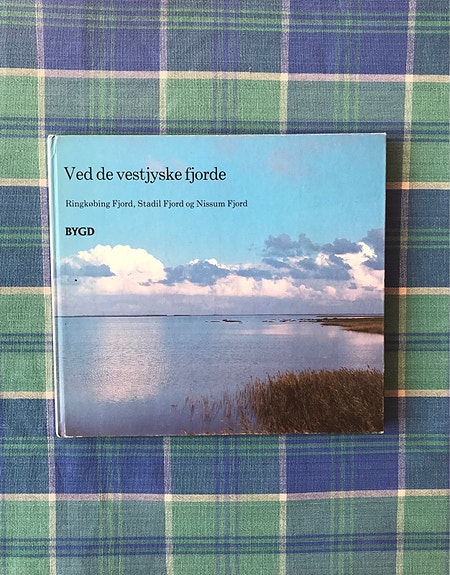 Ved de vestjyske fjorde
Ringkøbing Fjord, Stadil Fjord og Nissum Fjord
BYGD